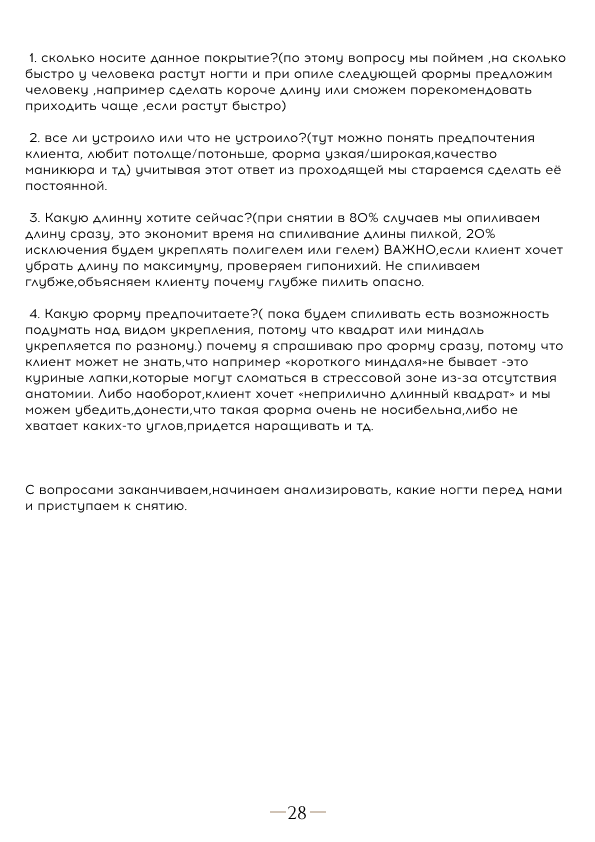 1. сколько носите данное покрытие?(по этому вопросу мы поймем ,на сколько
быстро у человека растут ногти и при опиле следующей формы предложим
человеку ,например сделать короче длину или сможем порекомендовать
приходить чаще ,если растут быстро)
2. все ли устроило или что не устроило?(тут можно понять предпочтения
клиента, любит потолще/потоньше, форма узкая/широкая,качество
маникюра и тд) учитывая этот ответ из проходящей мы стараемся сделать её
постоянной.
3. Какую длинну хотите сейчас?(при снятии в 80% случаев мы опиливаем
длину сразу, это экономит время на спиливание длины пилкой, 20%
исключения будем укреплять полигелем или гелем) ВАЖНО,если клиент хочет
убрать длину по максимуму, проверяем гипонихий. Не спиливаем
глубже,объясняем клиенту почему глубже пилить опасно.
4. Какую форму предпочитаете?( пока будем спиливать есть возможность
подумать над видом укрепления, потому что квадрат или миндаль
укрепляется по разному.) почему я спрашиваю про форму сразу, потому что
клиент может не знать,что например «короткого миндаля»не бывает -это
куриные лапки,которые могут сломаться в стрессовой зоне из-за отсутствия
анатомии. Либо наоборот,клиент хочет «неприлично длинный квадрат» и мы
можем убедить,донести,что такая форма очень не носибельна,либо не
хватает каких-то углов,придется наращивать и тд.
С вопросами заканчиваем,начинаем анализировать, какие ногти перед нами
и приступаем к снятию.
—28—